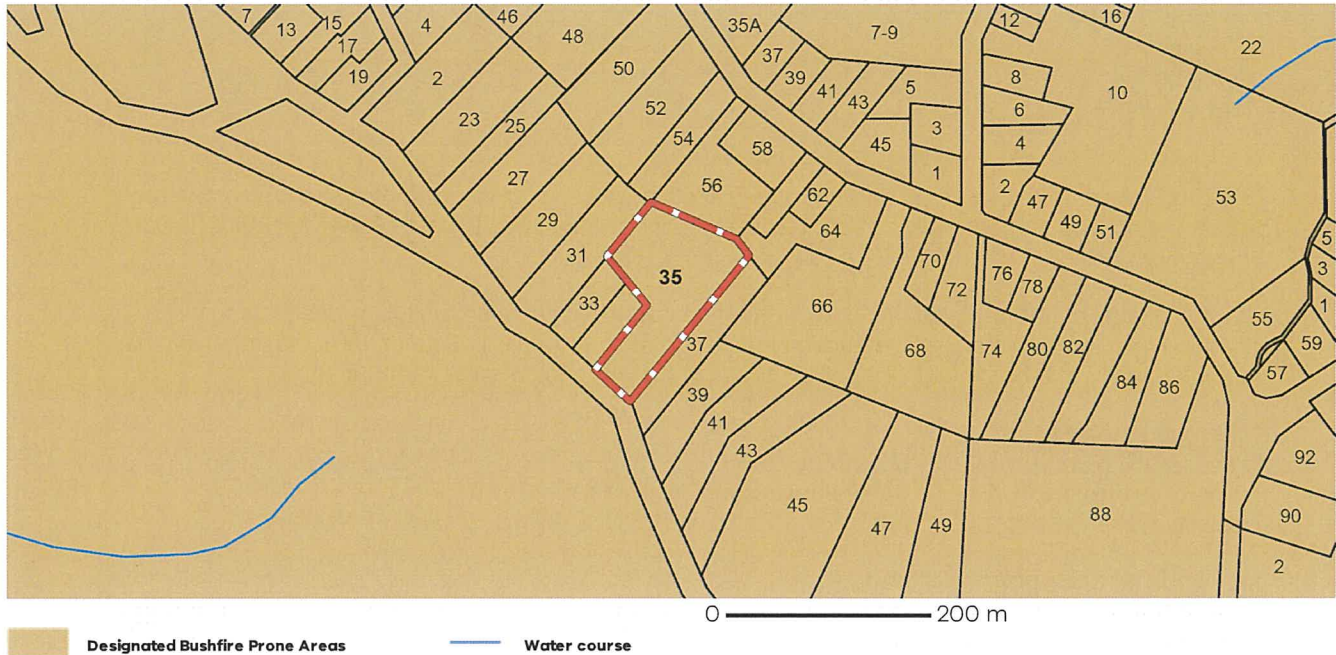 7 13 15 17 19 4 46 48 35A 7-9 12 16 22
2 50 37 39 41 43 5 8 10
23 25 52 54 58 45 3 6 4
27 56 62 1 2 47 49 51 53 5
29 31 35 64 70 72 76 78 3
33 37 66 68 74 80 82 84 86 55 1 59 57
39 41 43 92
45 47 49 88 90
2
0 200 m
Designated Bushfire Prone Areas Water course